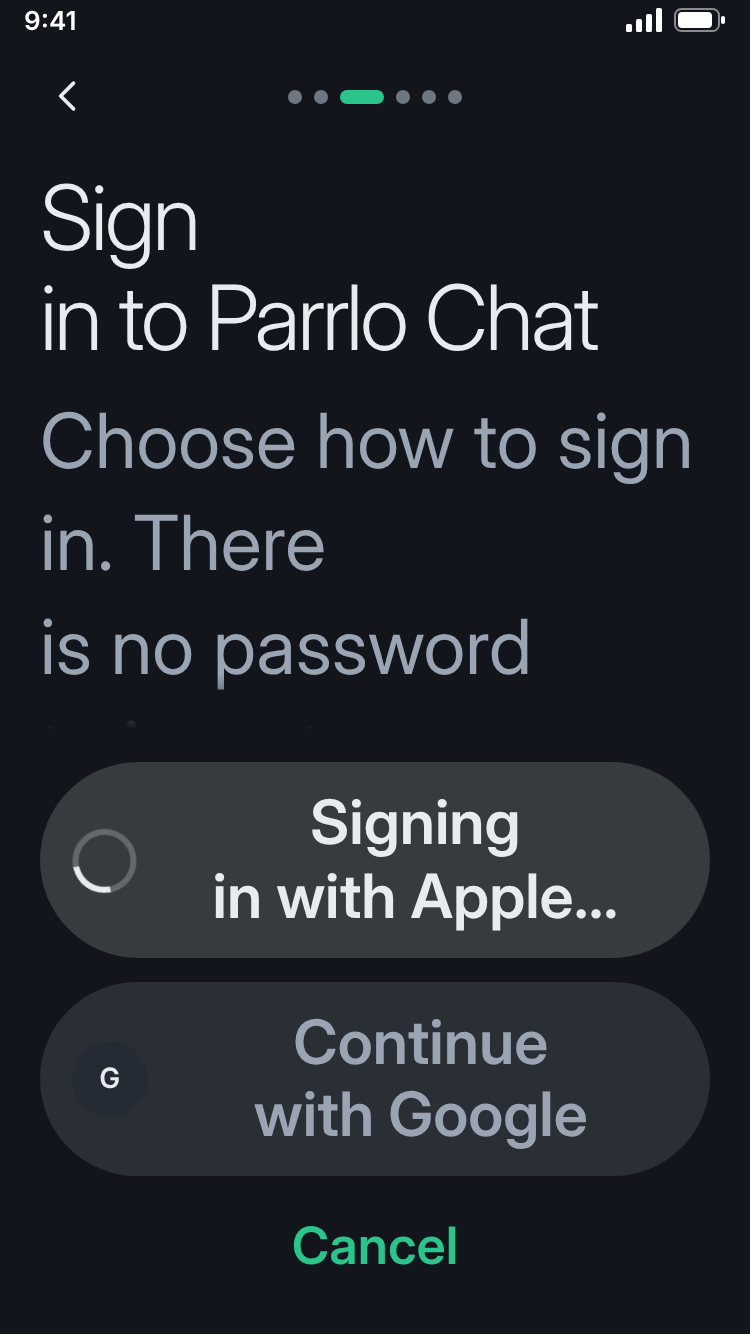 9:41
Sign
in to Parrlo Chat
Choose how to sign
in. There
is no password
Signing
in with Apple...
G
Continue
with Google
Cancel